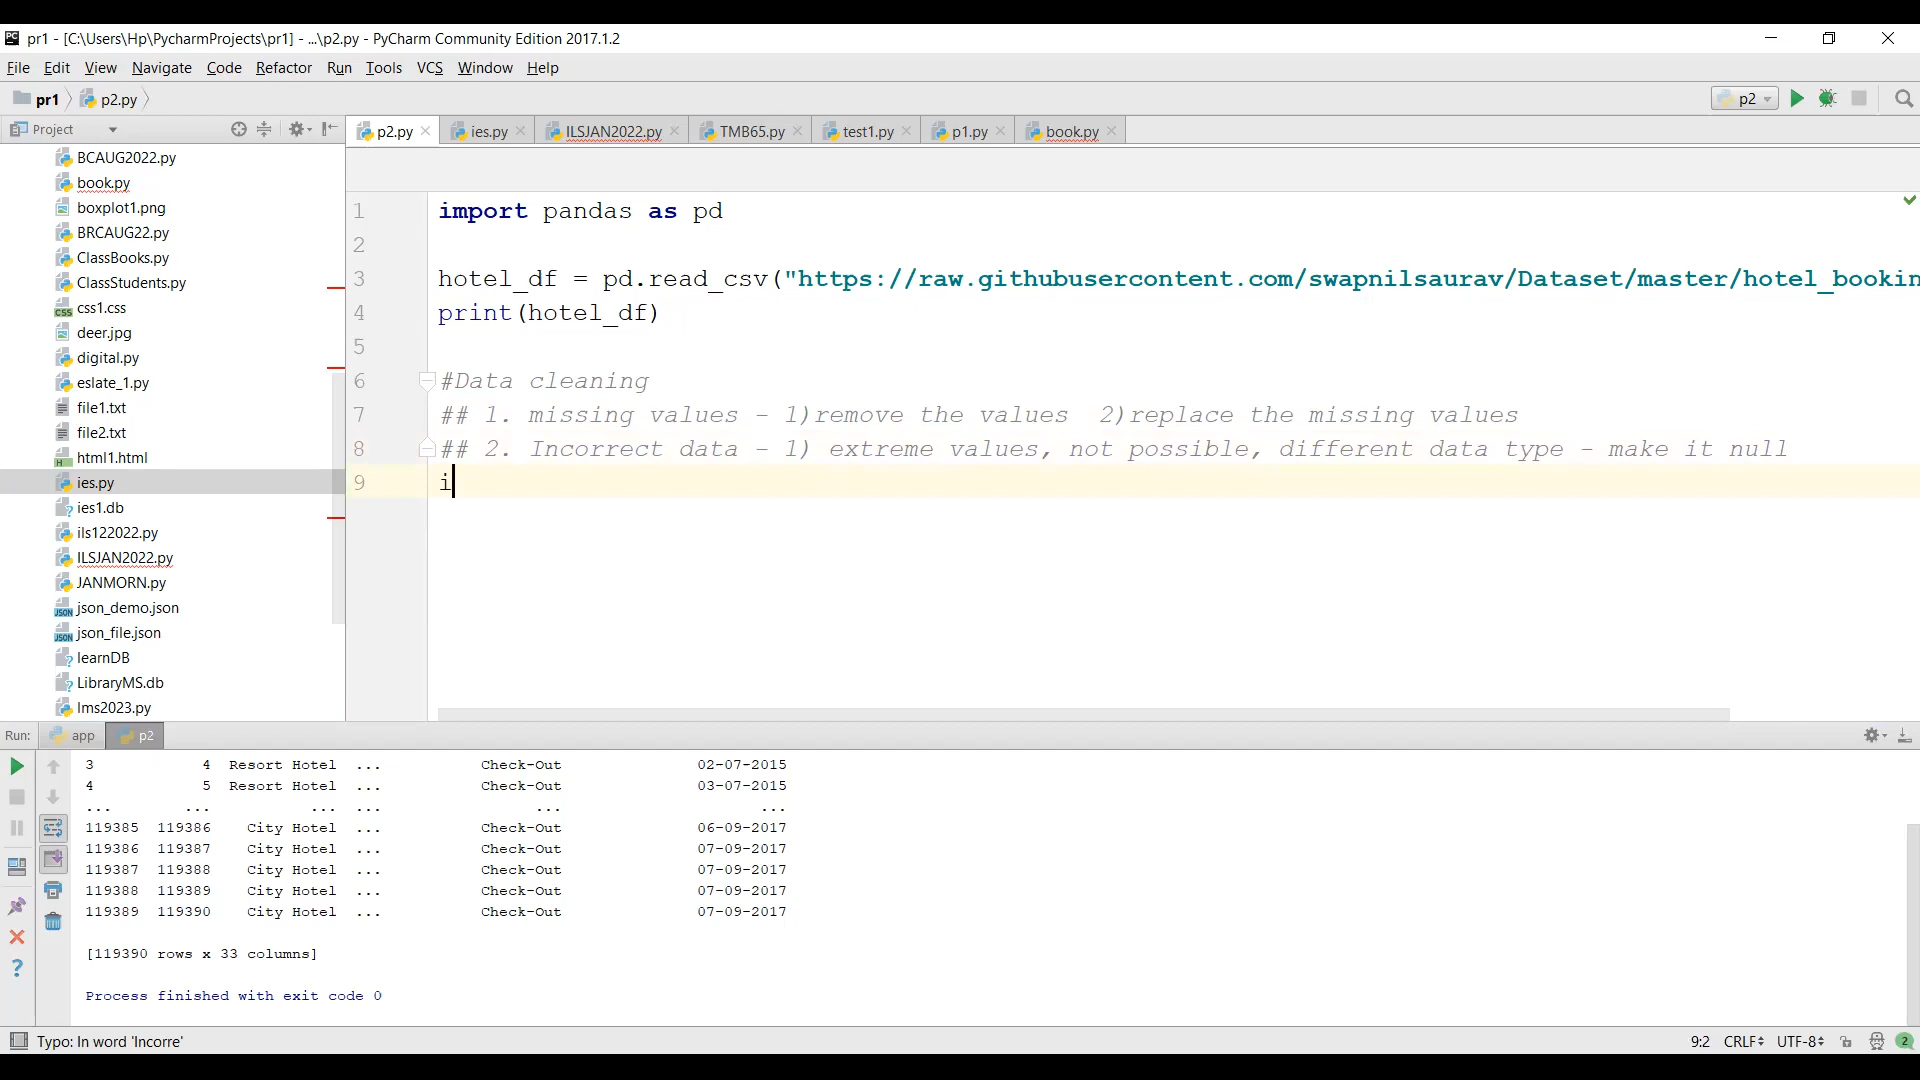 pr1 - [C:\Users\Hp\PycharmProjects\pr1] - ...\p2.py - PyCharm Community Edition 2017.1.2
File Edit View Navigate Code Refactor Run Tools VCS Window Help
pr1 p2.py p2
Project
p2.py ies.py ILSJAN2022.py TMB65.py test1.py p1.py book.py
BCAUG2022.py
book.py
boxplot1.png
BRCAUG22.py
ClassBooks.py
ClassStudents.py
css1.css
deer.jpg
digital.py
eslate_1.py
file1.txt
file2.txt
html1.html
ies.py
ies1.db
ils122022.py
ILSJAN2022.py
JANMORN.py
json_demo.json
json_file.json
learnDB
LibraryMS.db
lms2023.py
1 import pandas as pd
2
3 hotel_df = pd.read_csv("https://raw.githubusercontent.com/swapnilsaurav/Dataset/master/hotel_bookin
4 print(hotel_df)
5
6 #Data cleaning
7 ## 1. missing values - 1)remove the values  2)replace the missing values
8 ## 2. Incorrect data - 1) extreme values, not possible, different data type - make it null
9 i
Run: app p2
3 4 Resort Hotel ... Check-Out 02-07-2015
4 5 Resort Hotel ... Check-Out 03-07-2015
... ... ... ... ... ...
119385 119386 City Hotel ... Check-Out 06-09-2017
119386 119387 City Hotel ... Check-Out 07-09-2017
119387 119388 City Hotel ... Check-Out 07-09-2017
119388 119389 City Hotel ... Check-Out 07-09-2017
119389 119390 City Hotel ... Check-Out 07-09-2017
[119390 rows x 33 columns]
Process finished with exit code 0
Typo: In word 'Incorre' 9:2 CRLF UTF-8 2